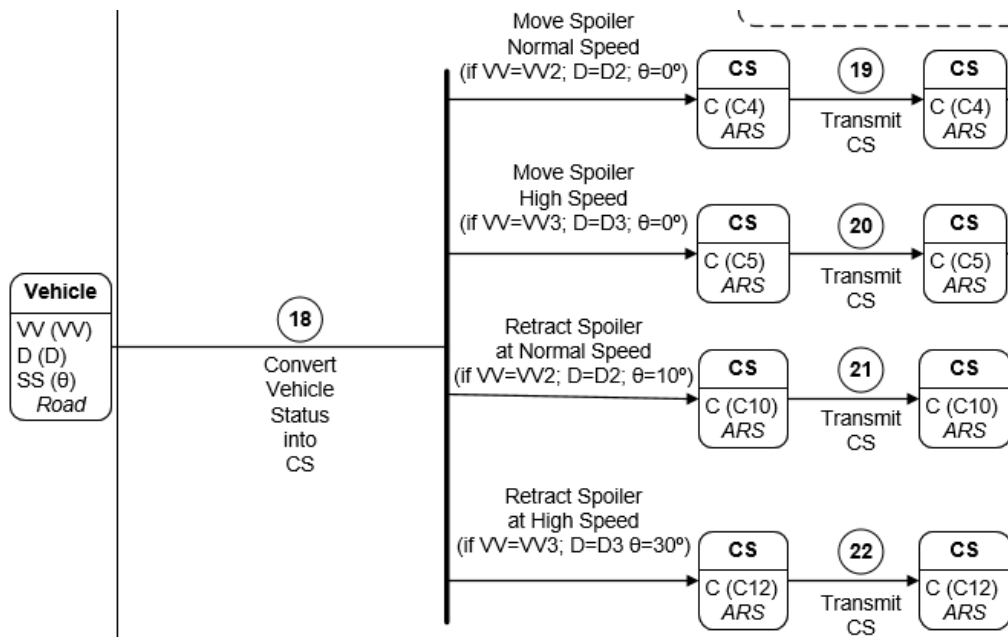 Move Spoiler
Normal Speed
(if VV=VV2; D=D2; θ=0º)
CS
C (C4)
ARS
19
Transmit
CS
CS
C (C4)
ARS
Move Spoiler
High Speed
(if VV=VV3; D=D3; θ=0º)
CS
C (C5)
ARS
20
Transmit
CS
CS
C (C5)
ARS
Vehicle
VV (VV)
D (D)
SS (θ)
Road
18
Convert
Vehicle
Status
into
CS
Retract Spoiler
at Normal Speed
(if VV=VV2; D=D2; θ=10º)
CS
C (C10)
ARS
21
Transmit
CS
CS
C (C10)
ARS
Retract Spoiler
at High Speed
(if VV=VV3; D=D3 θ=30º)
CS
C (C12)
ARS
22
Transmit
CS
CS
C (C12)
ARS